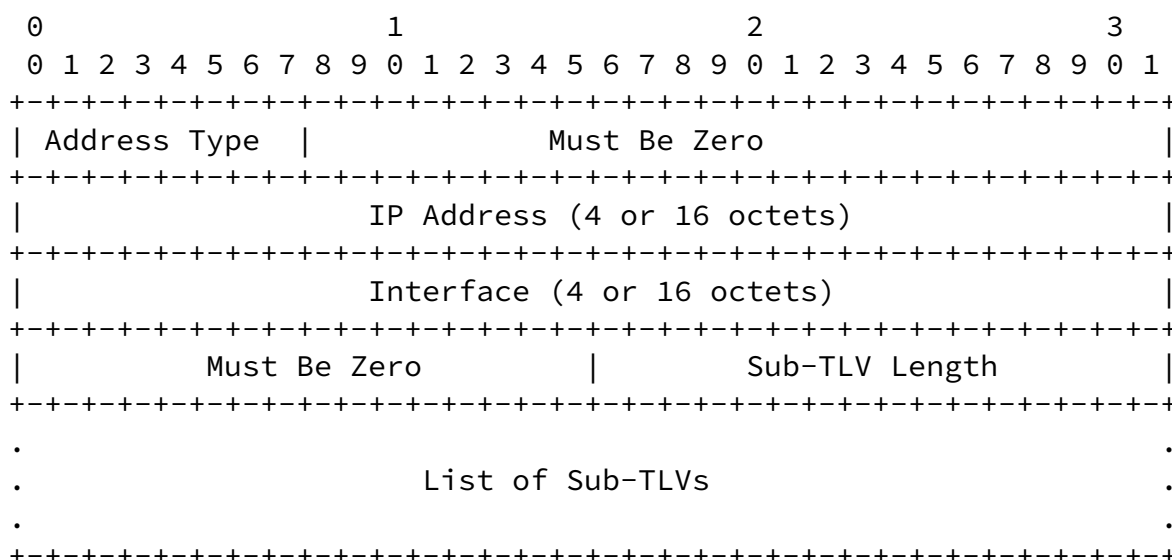 0                   1                   2                   3
 0 1 2 3 4 5 6 7 8 9 0 1 2 3 4 5 6 7 8 9 0 1 2 3 4 5 6 7 8 9 0 1
+-+-+-+-+-+-+-+-+-+-+-+-+-+-+-+-+-+-+-+-+-+-+-+-+-+-+-+-+-+-+-+-+
| Address Type  |             Must Be Zero                      |
+-+-+-+-+-+-+-+-+-+-+-+-+-+-+-+-+-+-+-+-+-+-+-+-+-+-+-+-+-+-+-+-+
|                   IP Address (4 or 16 octets)                 |
+-+-+-+-+-+-+-+-+-+-+-+-+-+-+-+-+-+-+-+-+-+-+-+-+-+-+-+-+-+-+-+-+
|                   Interface (4 or 16 octets)                  |
+-+-+-+-+-+-+-+-+-+-+-+-+-+-+-+-+-+-+-+-+-+-+-+-+-+-+-+-+-+-+-+-+
|          Must Be Zero         |        Sub-TLV Length         |
+-+-+-+-+-+-+-+-+-+-+-+-+-+-+-+-+-+-+-+-+-+-+-+-+-+-+-+-+-+-+-+-+
.                                                               .
.                      List of Sub-TLVs                         .
.                                                               .
+-+-+-+-+-+-+-+-+-+-+-+-+-+-+-+-+-+-+-+-+-+-+-+-+-+-+-+-+-+-+-+-+